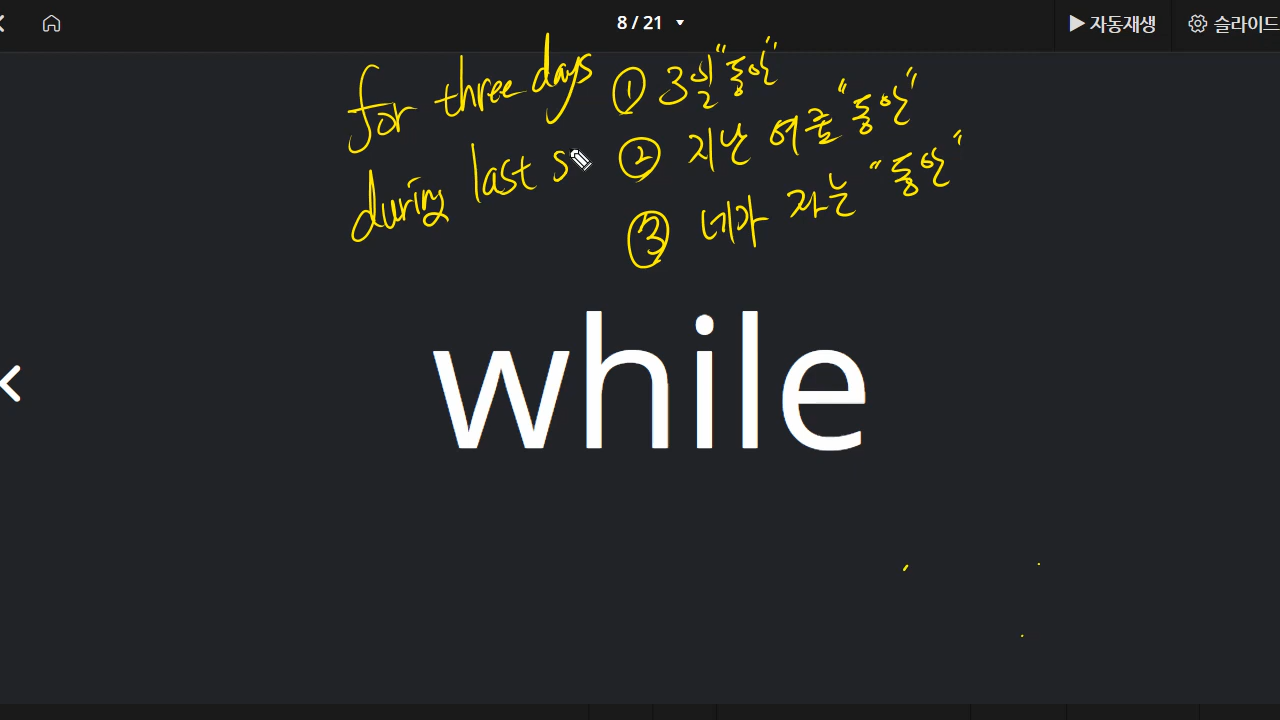 8 / 21
자동재생
슬라이드
for three days ① 3일 "동안"
during last s ② 지난 여름 "동안"
③ 네가 자는 "동안"
while